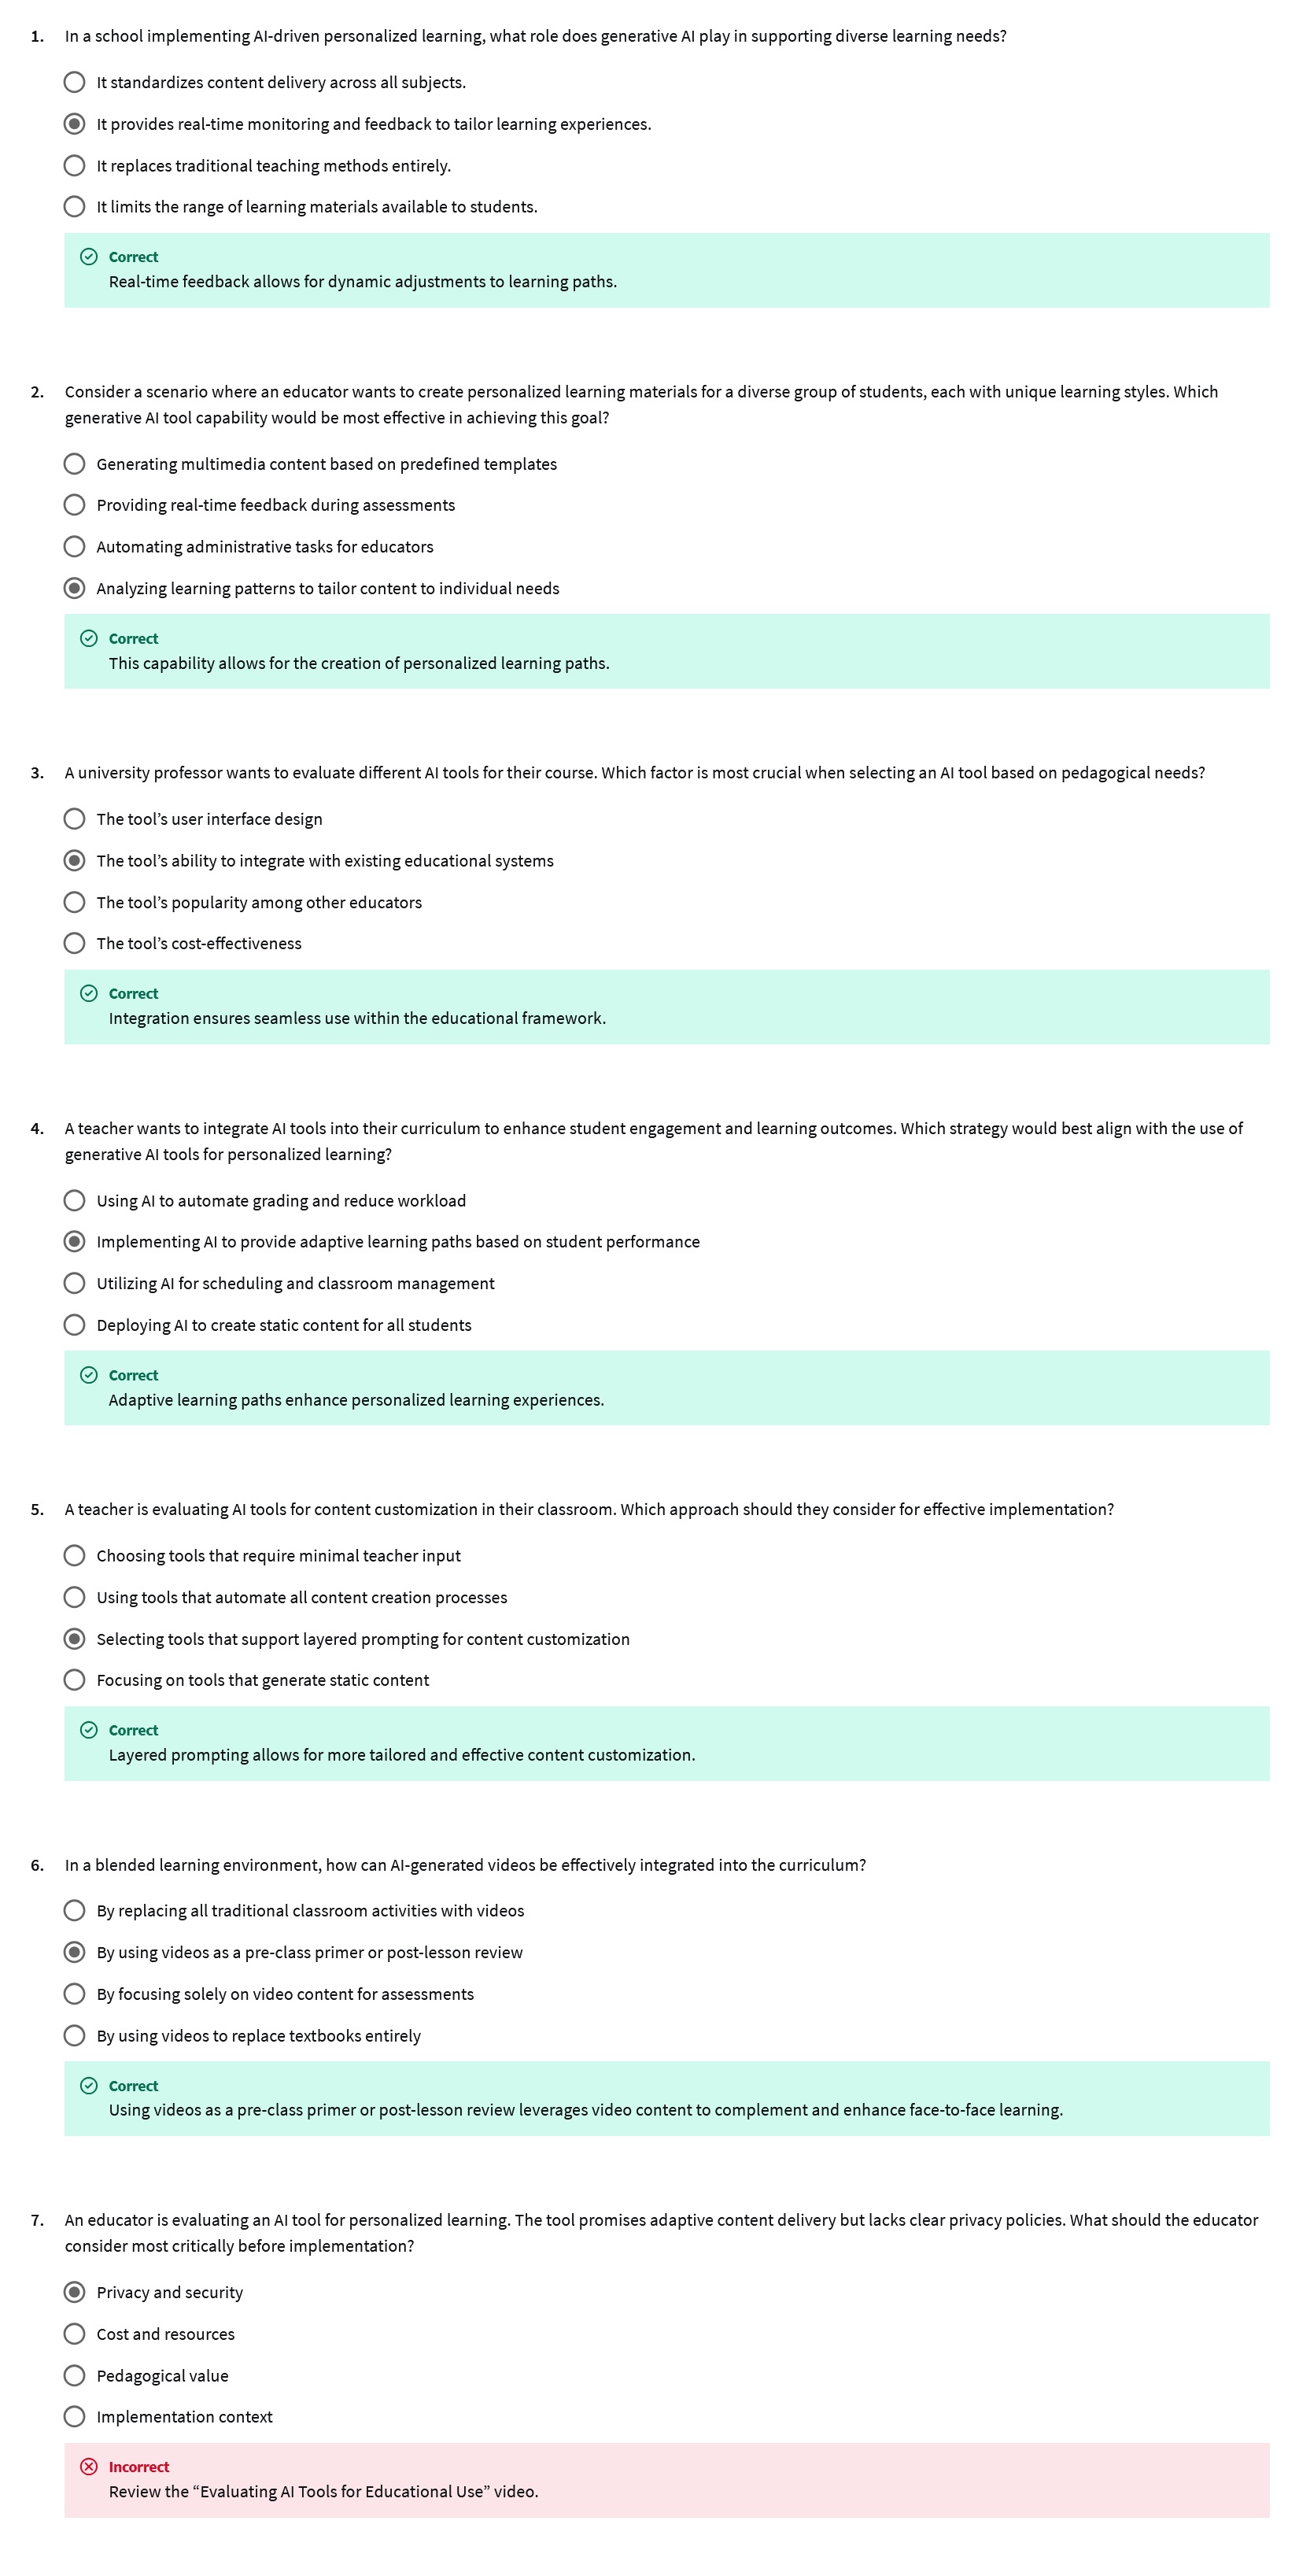 1. In a school implementing AI-driven personalized learning, what role does generative AI play in supporting diverse learning needs?
It standardizes content delivery across all subjects.
It provides real-time monitoring and feedback to tailor learning experiences.
It replaces traditional teaching methods entirely.
It limits the range of learning materials available to students.
Correct
Real-time feedback allows for dynamic adjustments to learning paths.
2. Consider a scenario where an educator wants to create personalized learning materials for a diverse group of students, each with unique learning styles. Which
generative AI tool capability would be most effective in achieving this goal?
Generating multimedia content based on predefined templates
Providing real-time feedback during assessments
Automating administrative tasks for educators
Analyzing learning patterns to tailor content to individual needs
Correct
This capability allows for the creation of personalized learning paths.
3. A university professor wants to evaluate different AI tools for their course. Which factor is most crucial when selecting an AI tool based on pedagogical needs?
The tool’s user interface design
The tool’s ability to integrate with existing educational systems
The tool’s popularity among other educators
The tool’s cost-effectiveness
Correct
Integration ensures seamless use within the educational framework.
4. A teacher wants to integrate AI tools into their curriculum to enhance student engagement and learning outcomes. Which strategy would best align with the use of
generative AI tools for personalized learning?
Using AI to automate grading and reduce workload
Implementing AI to provide adaptive learning paths based on student performance
Utilizing AI for scheduling and classroom management
Deploying AI to create static content for all students
Correct
Adaptive learning paths enhance personalized learning experiences.
5. A teacher is evaluating AI tools for content customization in their classroom. Which approach should they consider for effective implementation?
Choosing tools that require minimal teacher input
Using tools that automate all content creation processes
Selecting tools that support layered prompting for content customization
Focusing on tools that generate static content
Correct
Layered prompting allows for more tailored and effective content customization.
6. In a blended learning environment, how can AI-generated videos be effectively integrated into the curriculum?
By replacing all traditional classroom activities with videos
By using videos as a pre-class primer or post-lesson review
By focusing solely on video content for assessments
By using videos to replace textbooks entirely
Correct
Using videos as a pre-class primer or post-lesson review leverages video content to complement and enhance face-to-face learning.
7. An educator is evaluating an AI tool for personalized learning. The tool promises adaptive content delivery but lacks clear privacy policies. What should the educator
consider most critically before implementation?
Privacy and security
Cost and resources
Pedagogical value
Implementation context
Incorrect
Review the “Evaluating AI Tools for Educational Use” video.